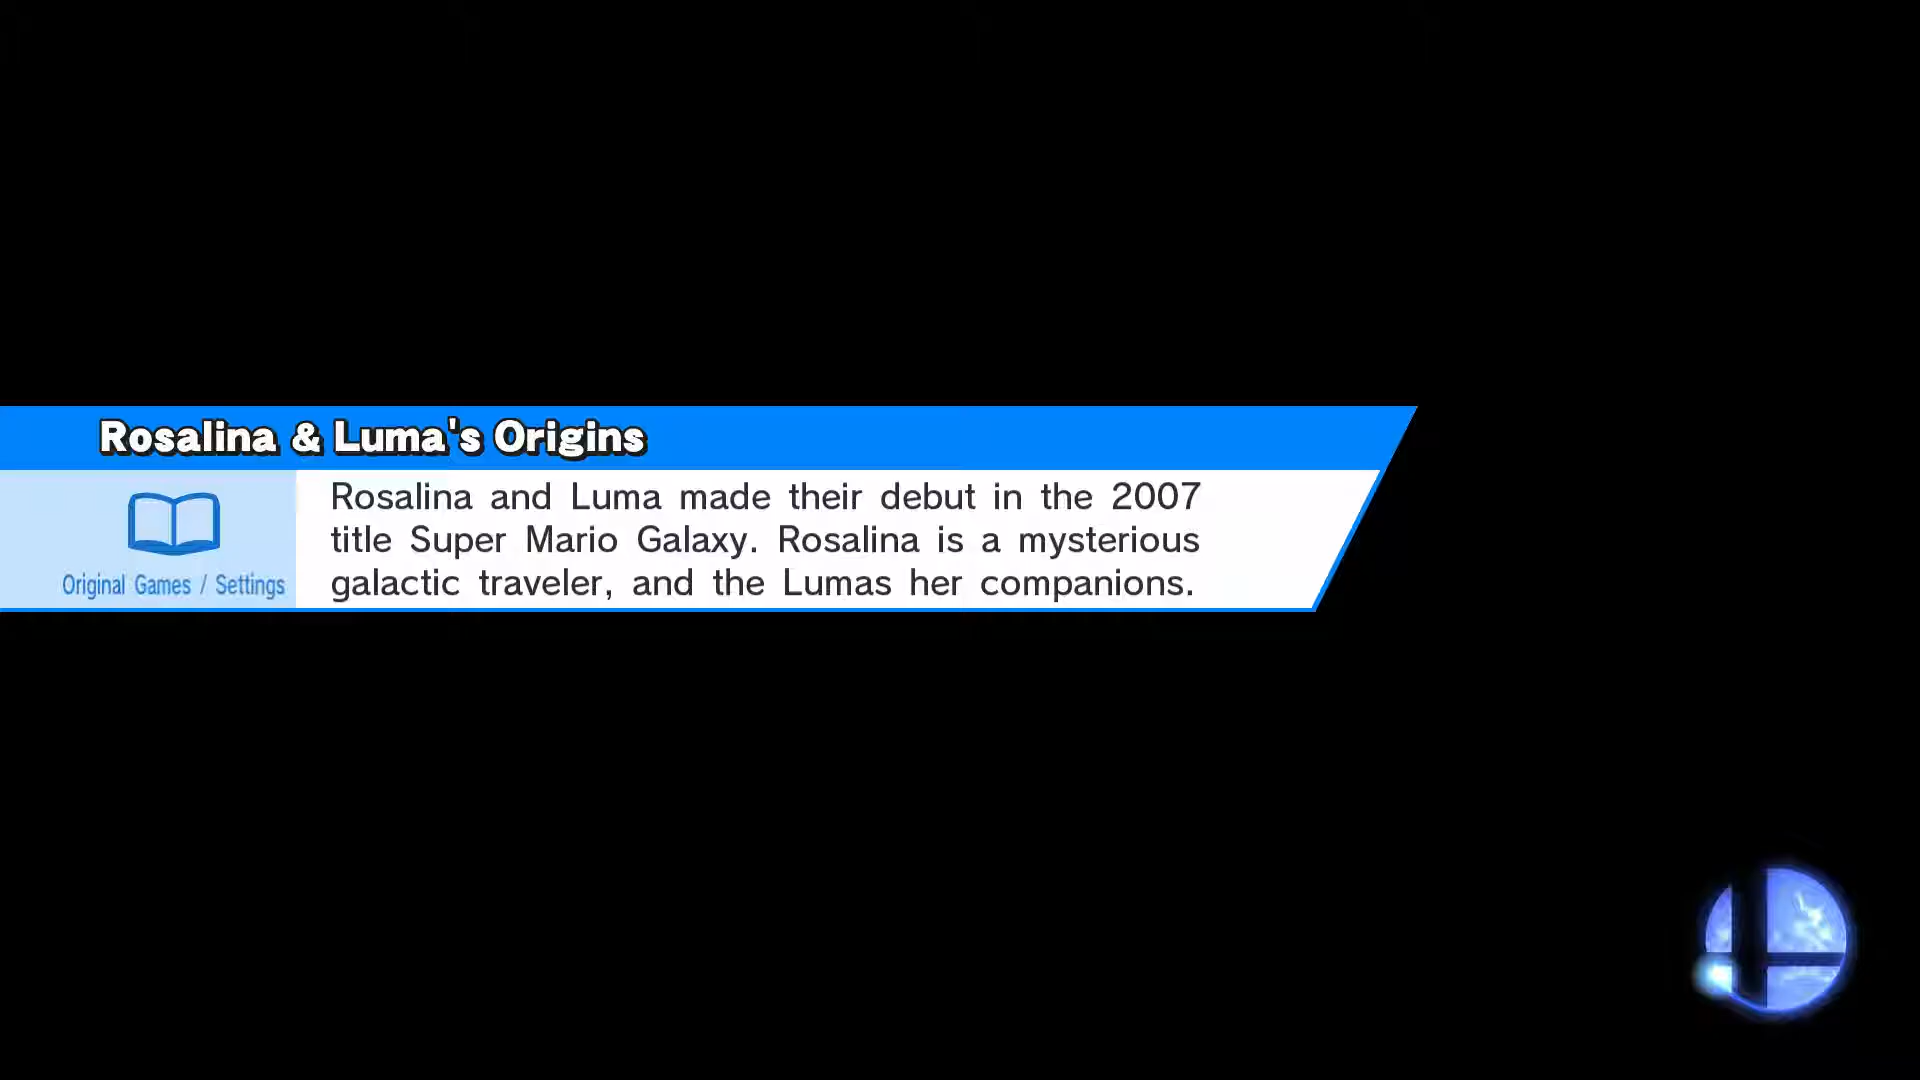 Rosalina & Luma's Origins
Original Games / Settings
Rosalina and Luma made their debut in the 2007
title Super Mario Galaxy. Rosalina is a mysterious
galactic traveler, and the Lumas her companions.